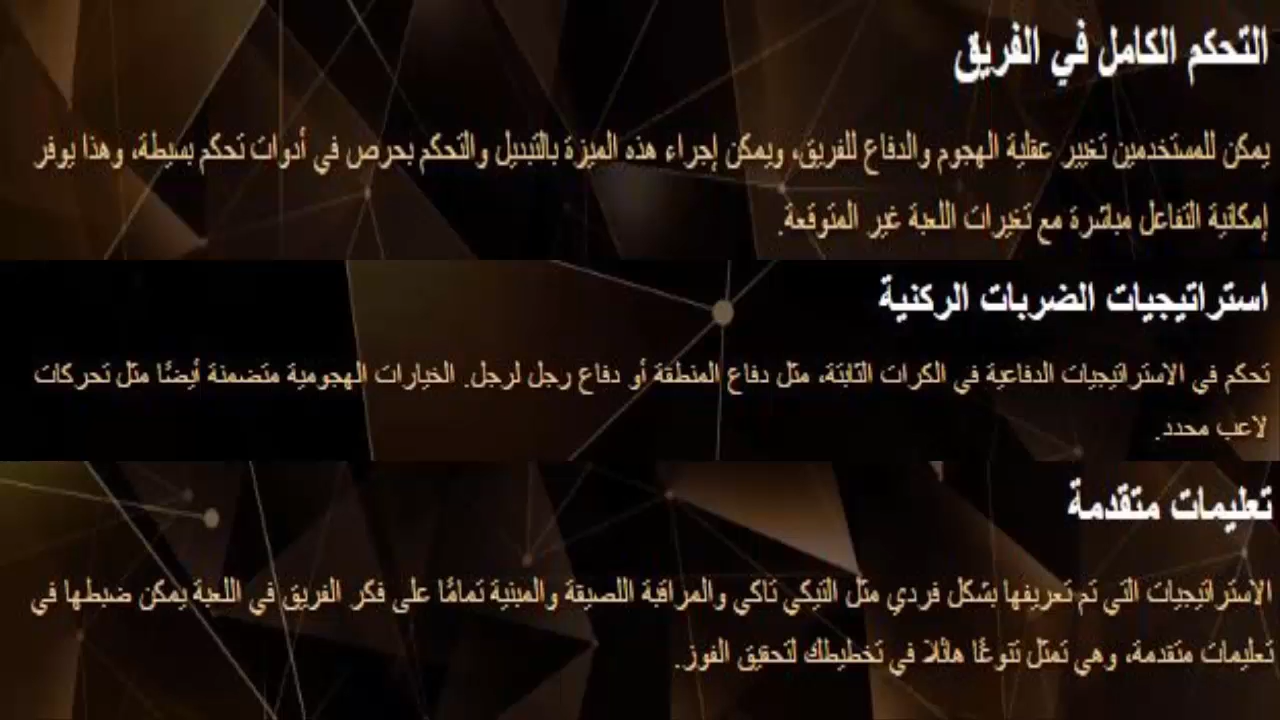 التحكم الكامل في الفريق
يمكن للمستخدمين تغيير عقلية الهجوم والدفاع للفريق، ويمكن إجراء هذه الميزة بالتبديل والتحكم بحرص في أدوات تحكم بسيطة، وهذا يوفر
إمكانية التفاعل مباشرة مع تغيرات اللعبة غير المتوقعة.
استراتيجيات الضربات الركنية
تحكم في الاستراتيجيات الدفاعية في الكرات الثابتة، مثل دفاع المنطقة أو دفاع رجل لرجل. الخيارات الهجومية متضمنة أيضًا مثل تحركات
لاعب محدد.
تعليمات متقدمة
الاستراتيجيات التي تم تعريفها بشكل فردي مثل التيكي تاكي والمراقبة اللصيقة والمبنية تمامًا على فكر الفريق في اللعبة يمكن ضبطها في
تعليمات متقدمة، وهي تمثل تنوعًا هائلا في تخطيطك لتحقيق الفوز.